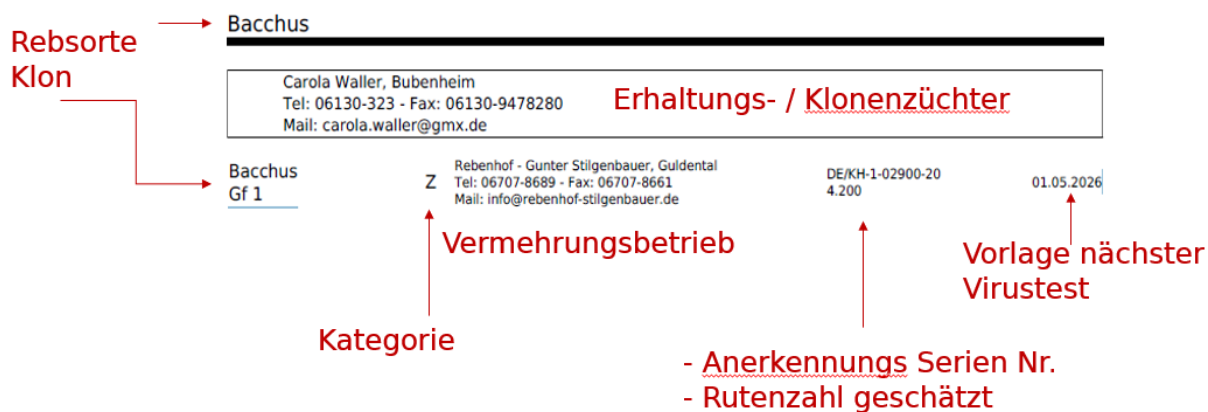 Bacchus
Rebsorte
Klon
Carola Waller, Bubenheim
Tel: 06130-323 - Fax: 06130-9478280
Mail: carola.waller@gmx.de
Erhaltungs- / Klonenzüchter
Bacchus
Gf 1
Z
Rebenhof - Gunter Stilgenbauer, Guldental
Tel: 06707-8689 - Fax: 06707-8661
Mail: info@rebenhof-stilgenbauer.de
DE/KH-1-02900-20
4.200
01.05.2026
Vermehrungsbetrieb
Vorlage nächster
Virustest
Kategorie
- Anerkennungs Serien Nr.
- Rutenzahl geschätzt